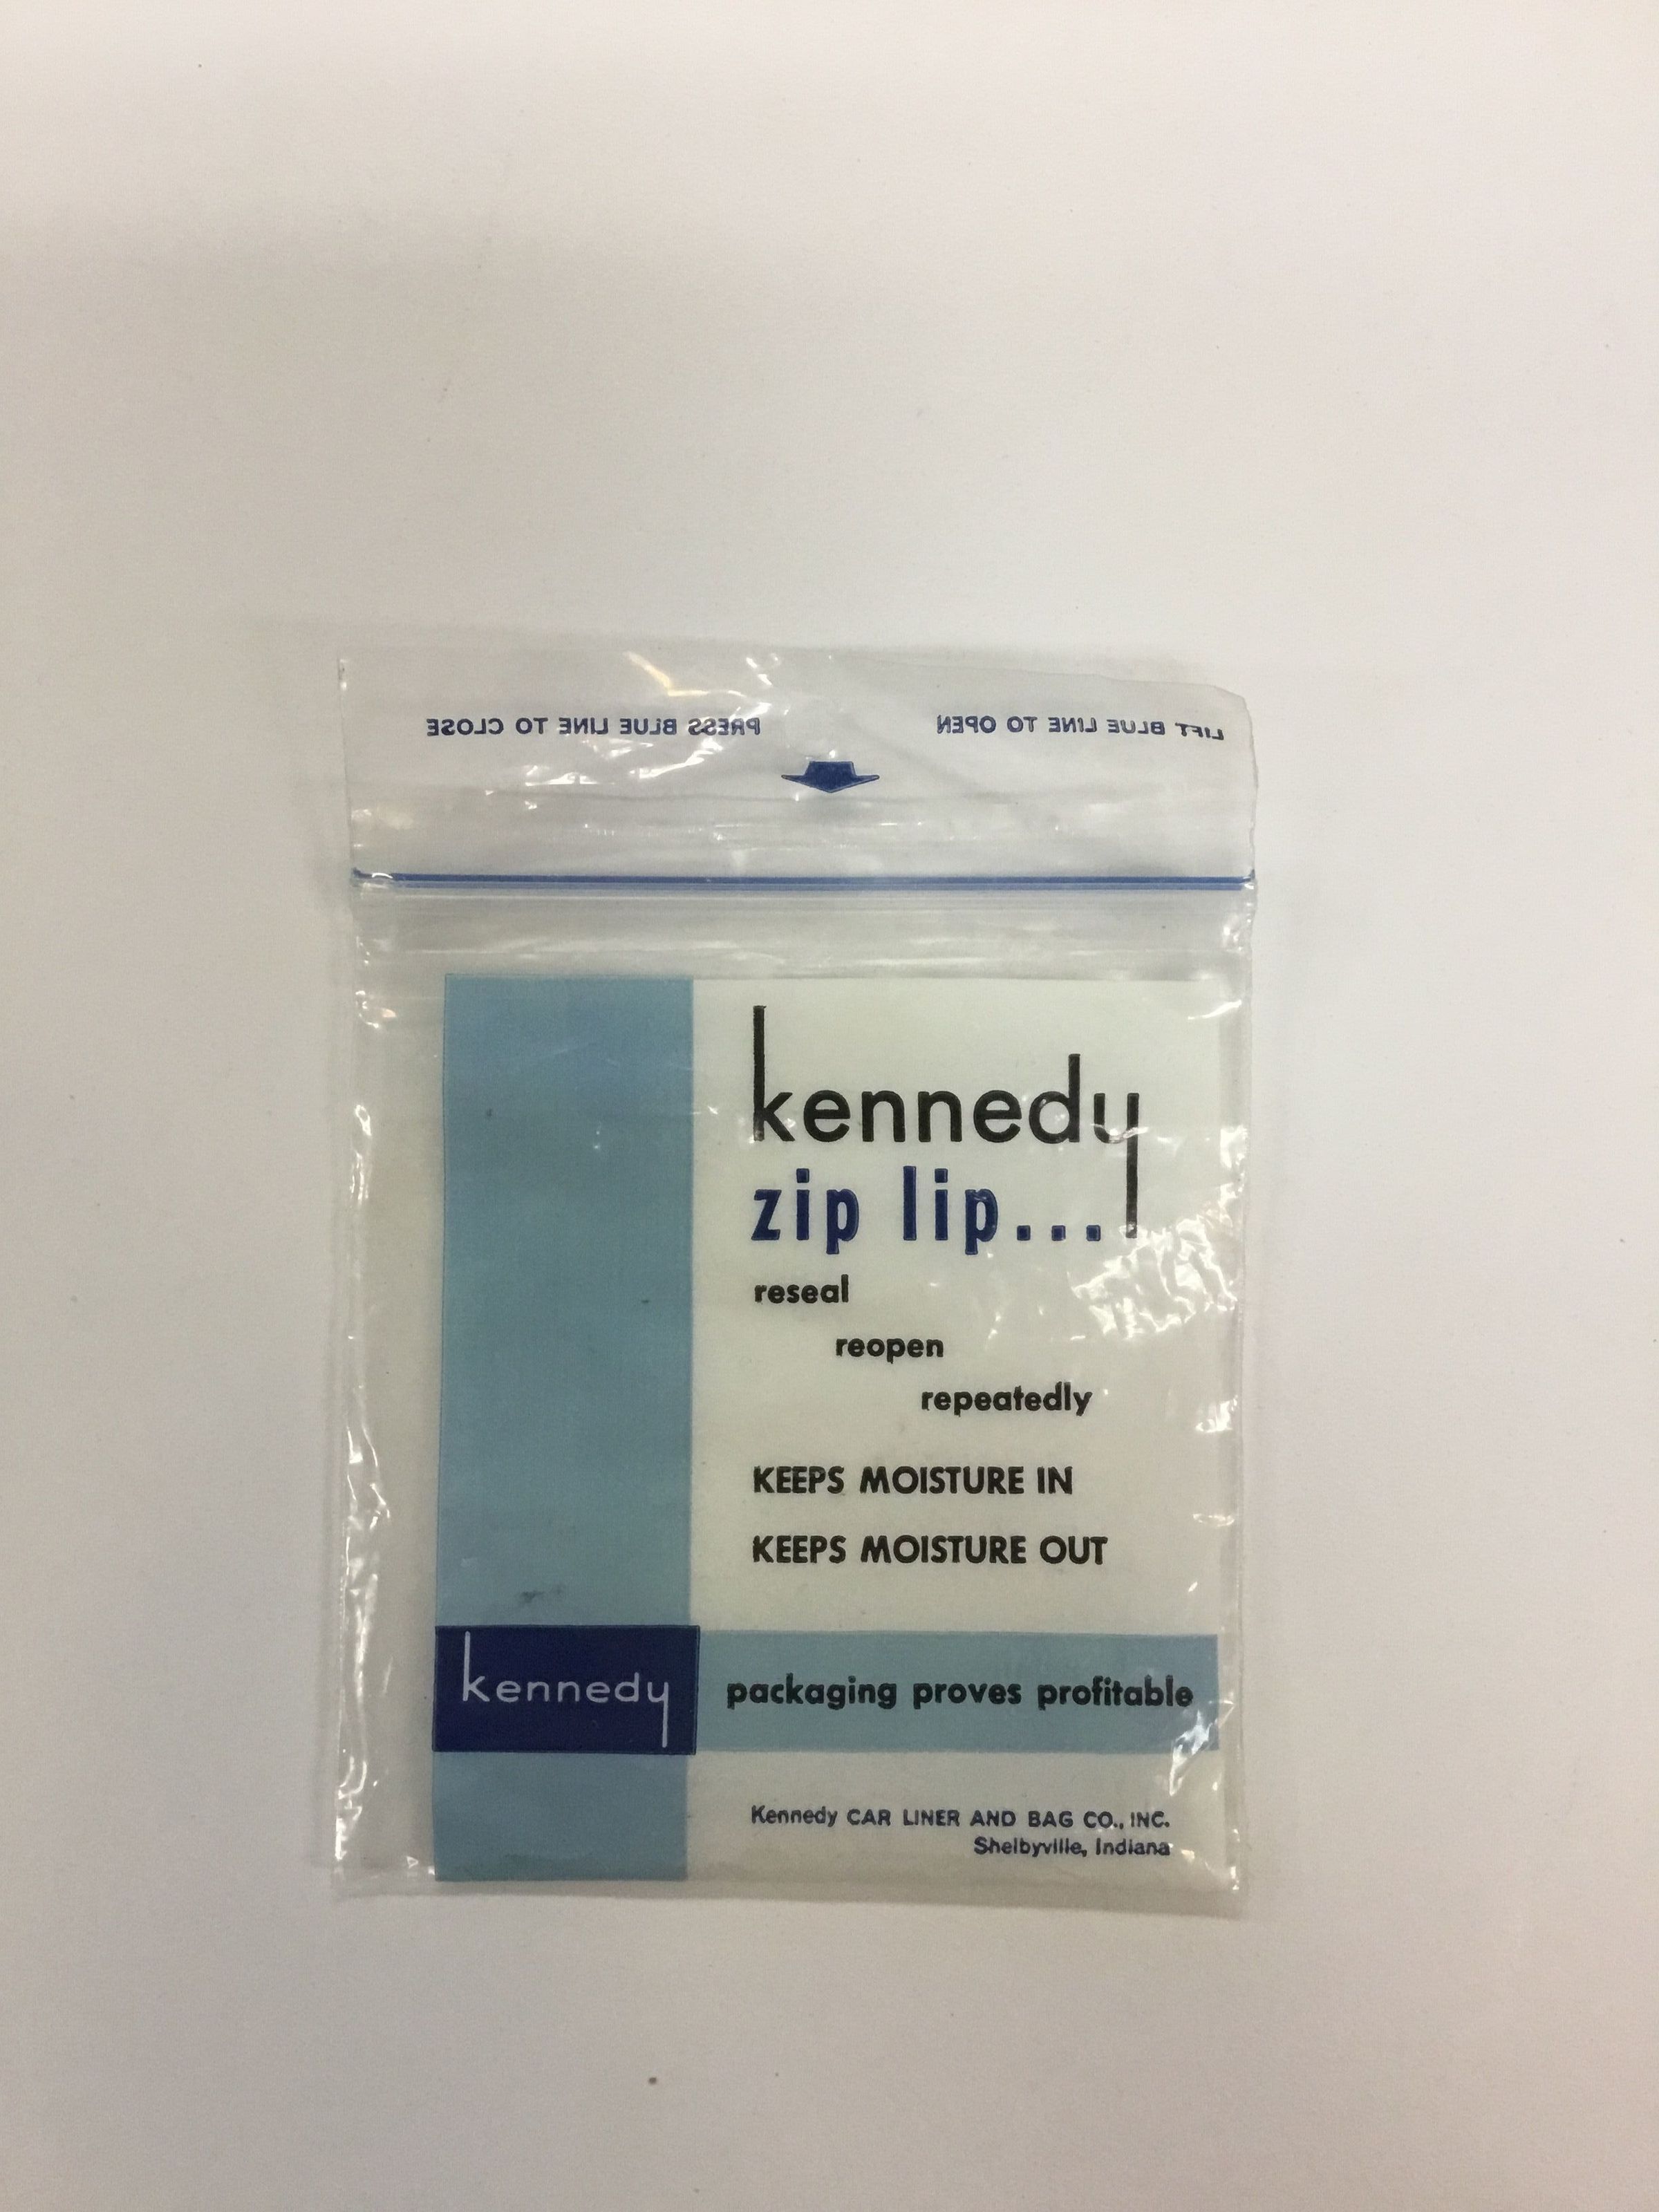 PRESS BLUE LINE TO CLOSE LIFT BLUE LINE TO OPEN
kennedy
zip lip...
reseal
reopen
repeatedly
KEEPS MOISTURE IN
KEEPS MOISTURE OUT
kennedy packaging proves profitable
Kennedy CAR LINER AND BAG CO., INC.
Shelbyville, Indiana